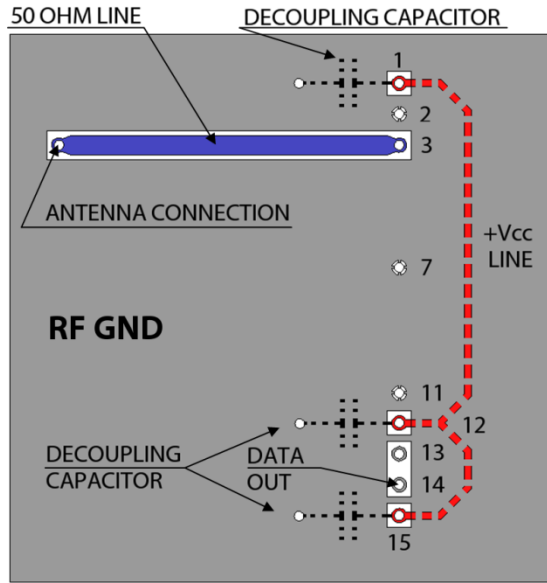 50 OHM LINE
DECOUPLING CAPACITOR
1
2
3
ANTENNA CONNECTION
+Vcc
LINE
7
RF GND
11
12
DECOUPLING
CAPACITOR
DATA
OUT
13
14
15